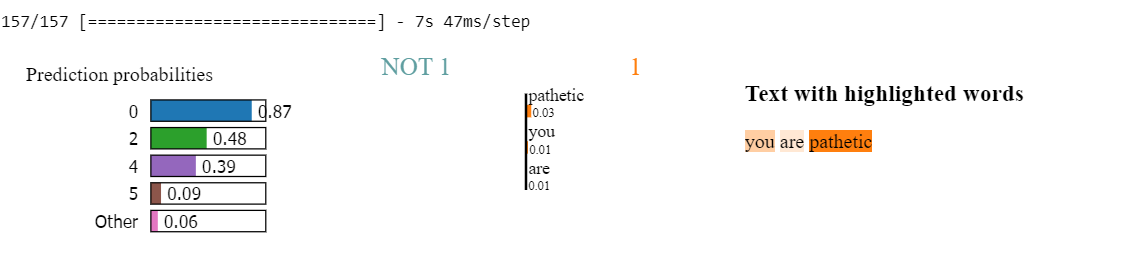 157/157 [==============================] - 7s 47ms/step
Prediction probabilities
0 0.87
2 0.48
4 0.39
5 0.09
Other 0.06
NOT 1 1
pathetic
0.03
you
0.01
are
0.01
Text with highlighted words
you are pathetic